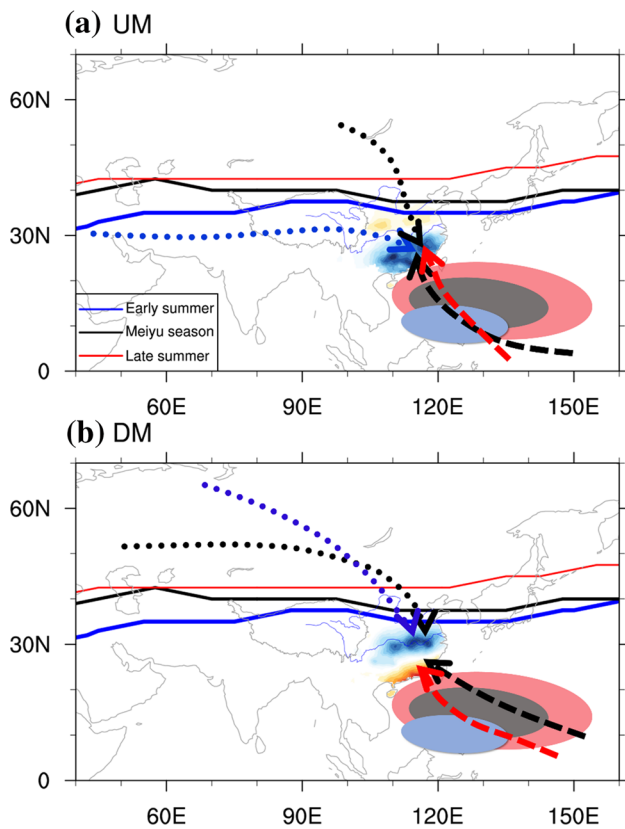 (a) UM
60N
30N
0
Early summer
Meiyu season
Late summer
60E 90E 120E 150E
(b) DM
60N
30N
0
60E 90E 120E 150E